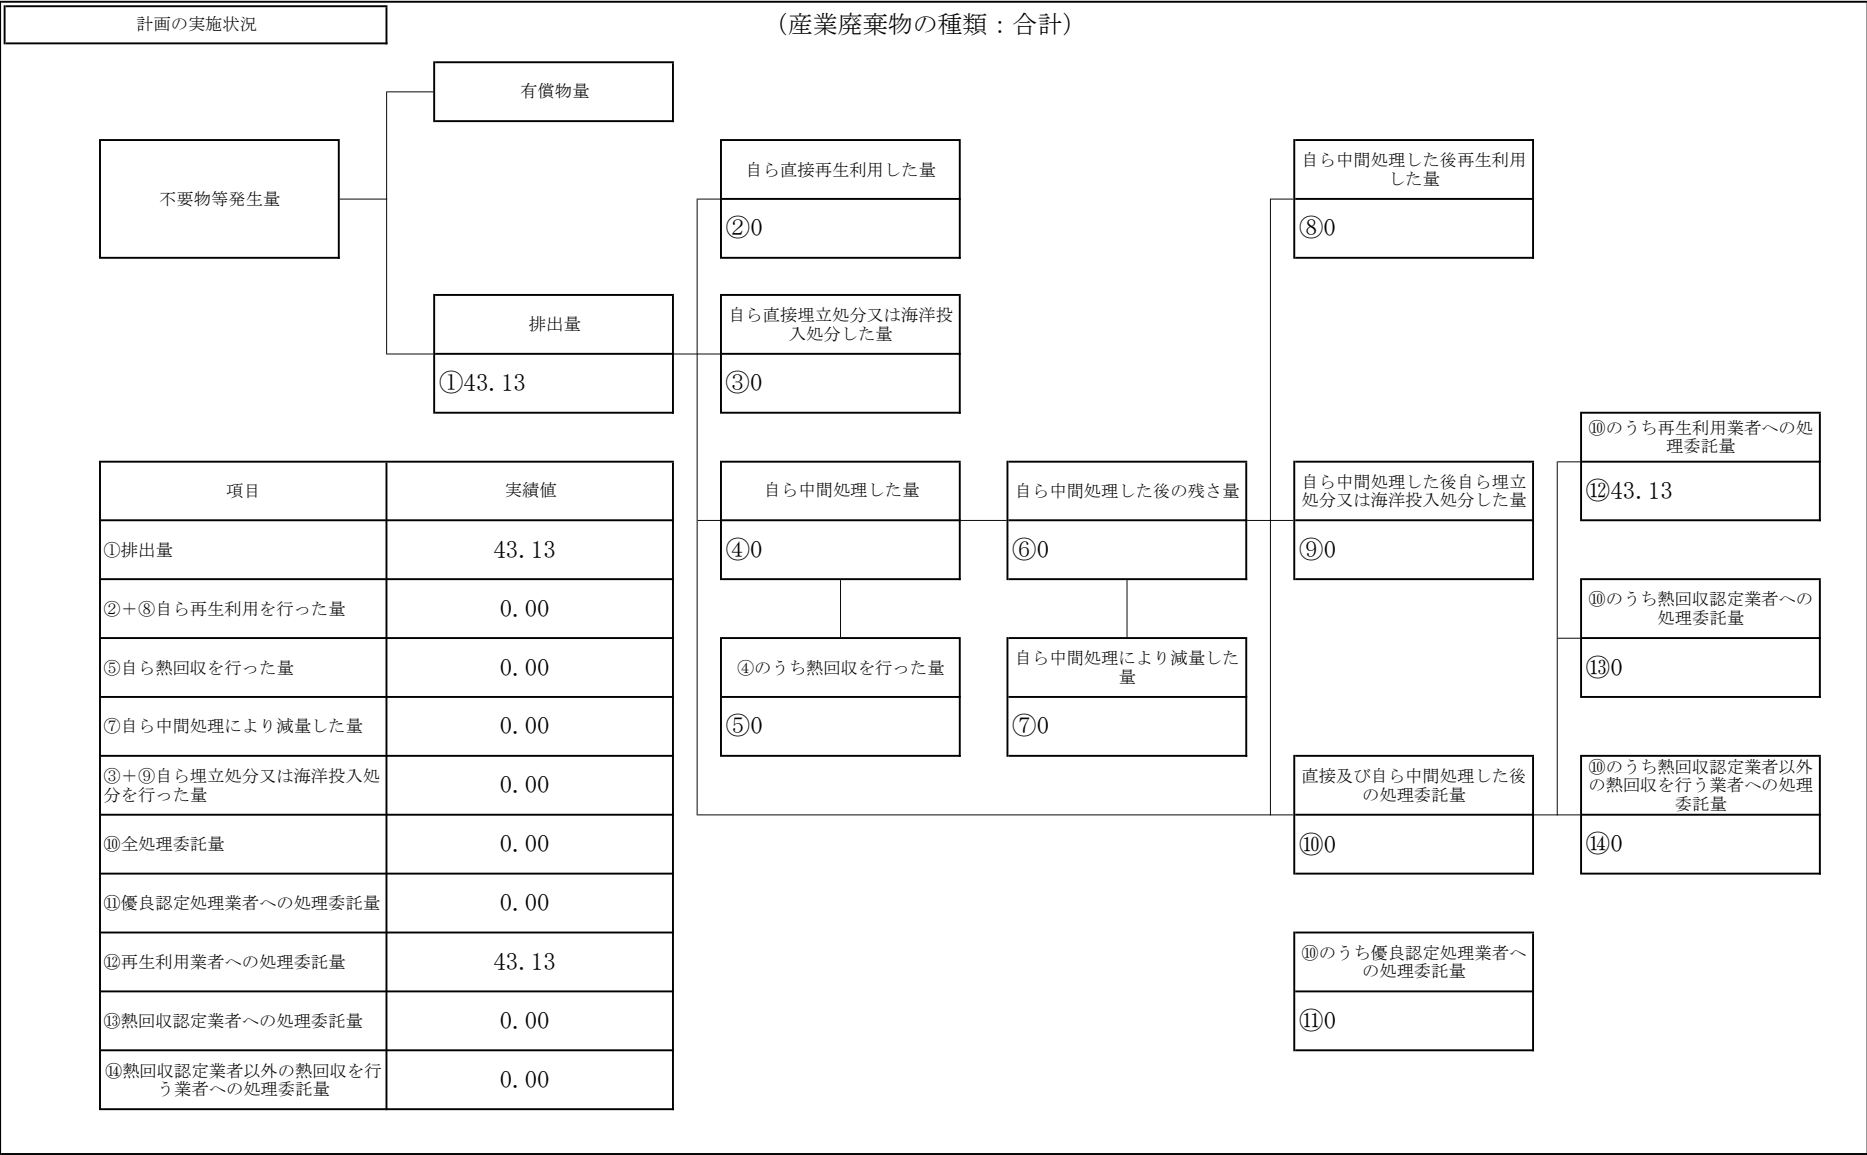 計画の実施状況
（産業廃棄物の種類：合計）
有償物量
不要物等発生量
自ら直接再生利用した量
②0
自ら中間処理した後再生利用
した量
⑧0
排出量
①43.13
自ら直接埋立処分又は海洋投
入処分した量
③0
⑩のうち再生利用業者への処
理委託量
⑫43.13
自ら中間処理した量
④0
自ら中間処理した後の残さ量
⑥0
自ら中間処理した後自ら埋立
処分又は海洋投入処分した量
⑨0
⑩のうち熱回収認定業者への
処理委託量
⑬0
④のうち熱回収を行った量
⑤0
自ら中間処理により減量した
量
⑦0
直接及び自ら中間処理した後
の処理委託量
⑩0
⑩のうち熱回収認定業者以外
の熱回収を行う業者への処理
委託量
⑭0
⑩のうち優良認定処理業者へ
の処理委託量
⑪0
項目 実績値
①排出量 43.13
②＋⑧自ら再生利用を行った量 0.00
⑤自ら熱回収を行った量 0.00
⑦自ら中間処理により減量した量 0.00
③＋⑨自ら埋立処分又は海洋投入処
分を行った量 0.00
⑩全処理委託量 0.00
⑪優良認定処理業者への処理委託量 0.00
⑫再生利用業者への処理委託量 43.13
⑬熱回収認定業者への処理委託量 0.00
⑭熱回収認定業者以外の熱回収を行
う業者への処理委託量 0.00